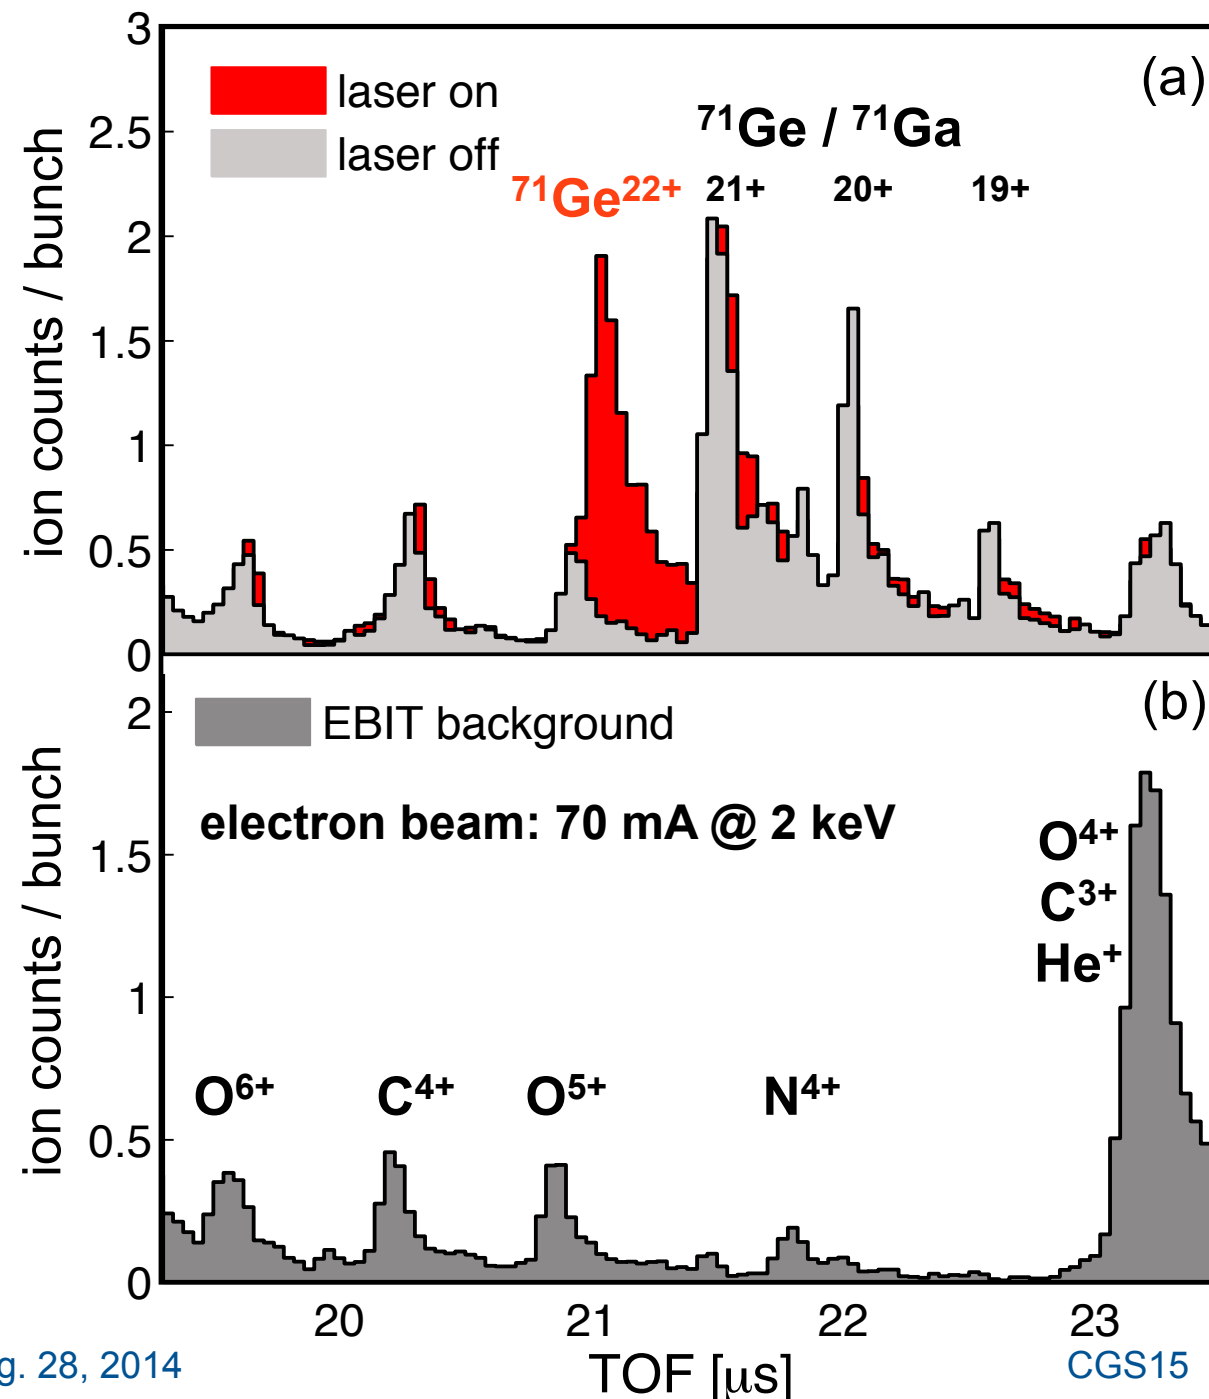 3
(a)
laser on
2.5
⁷¹Ge / ⁷¹Ga
laser off
⁷¹Ge²²⁺ 21+ 20+ 19+
2
1.5
1
0.5
0
ion counts / bunch
(b)
2
EBIT background
electron beam: 70 mA @ 2 keV
1.5
O⁴⁺
C³⁺
He⁺
1
O⁶⁺ C⁴⁺ O⁵⁺ N⁴⁺
0.5
0
ion counts / bunch
20 21 22 23
TOF [μs]
g. 28, 2014
CGS15